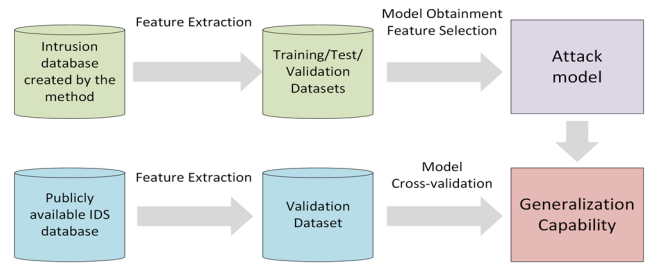 Feature Extraction
Model Obtainment
Feature Selection
Intrusion
database
created by the
method
Training/Test/
Validation
Datasets
Attack
model
Feature Extraction
Model
Cross-validation
Publicly
available IDS
database
Validation
Dataset
Generalization
Capability